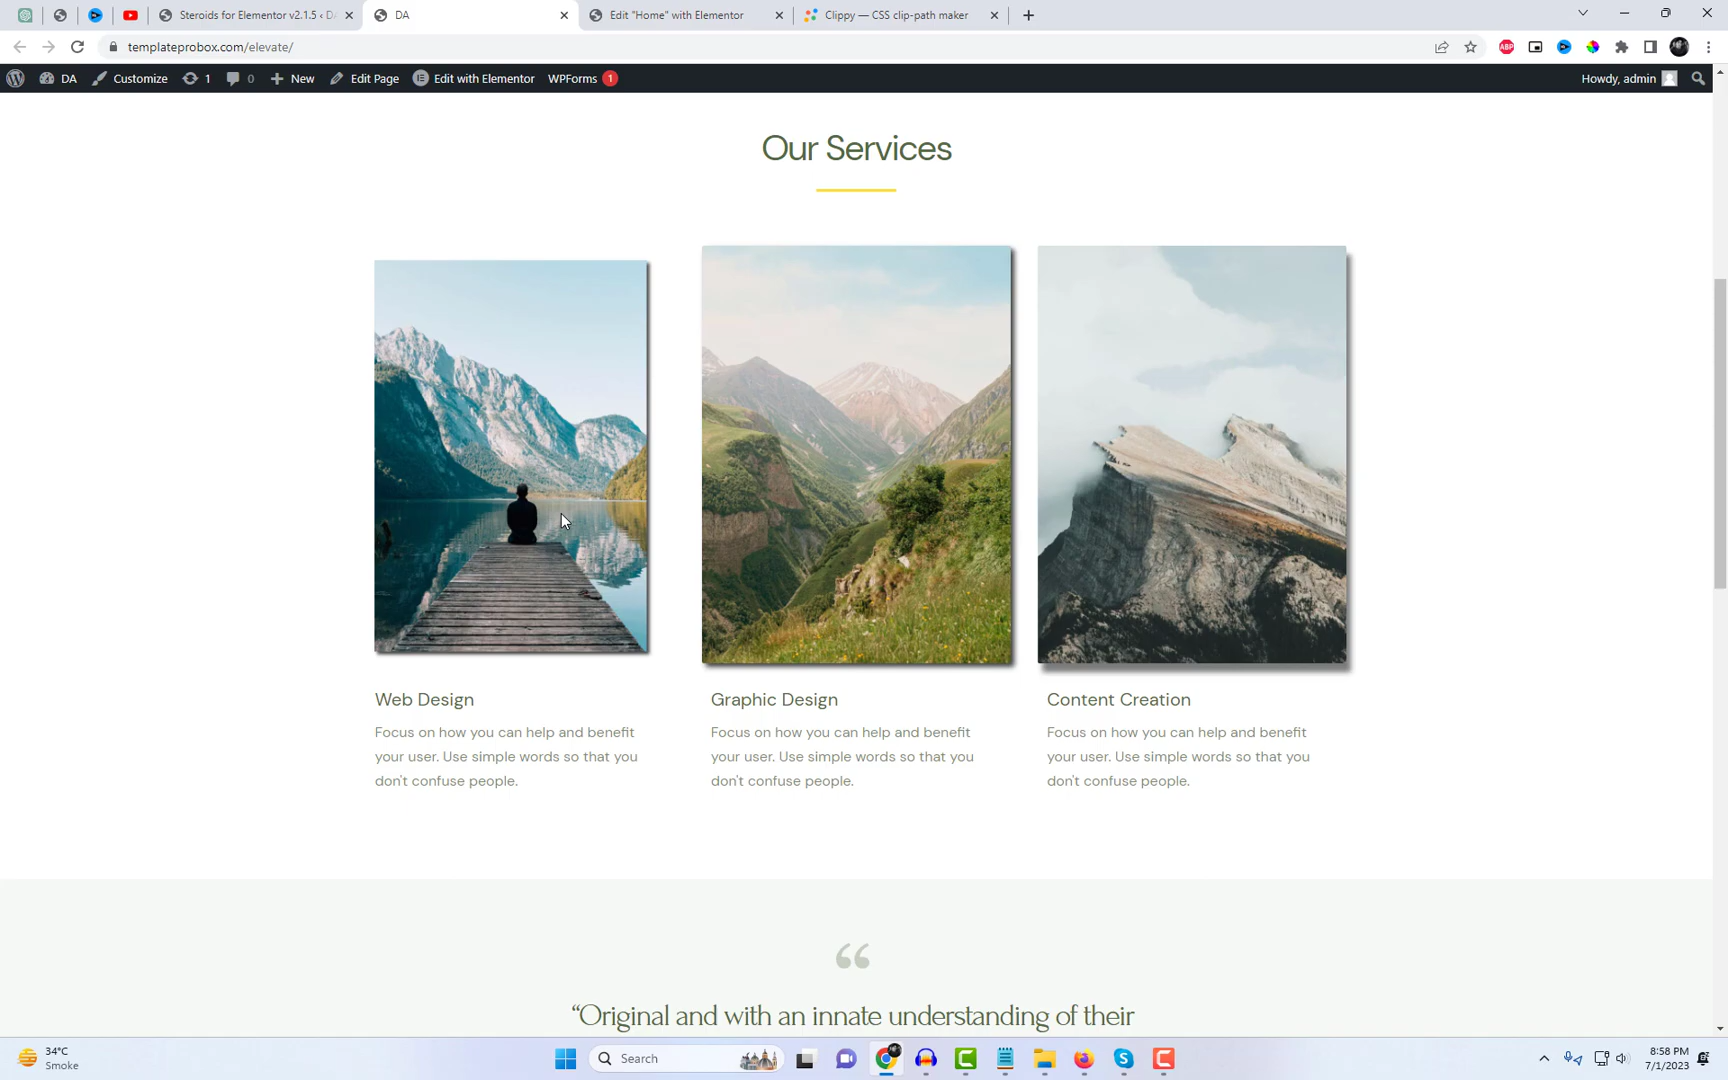 Steroids for Elementor v2.1.5 ‹ DA
DA
Edit "Home" with Elementor
Clippy — CSS clip-path maker
templateprobox.com/elevate/
ABP
DA
Customize
1
0
New
Edit Page
Edit with Elementor
WPForms 1
Howdy, admin
Our Services
Web Design
Focus on how you can help and benefit
your user. Use simple words so that you
don't confuse people.
Graphic Design
Focus on how you can help and benefit
your user. Use simple words so that you
don't confuse people.
Content Creation
Focus on how you can help and benefit
your user. Use simple words so that you
don't confuse people.
“
“Original and with an innate understanding of their
34°C
Smoke
Search
8:58 PM
7/1/2023